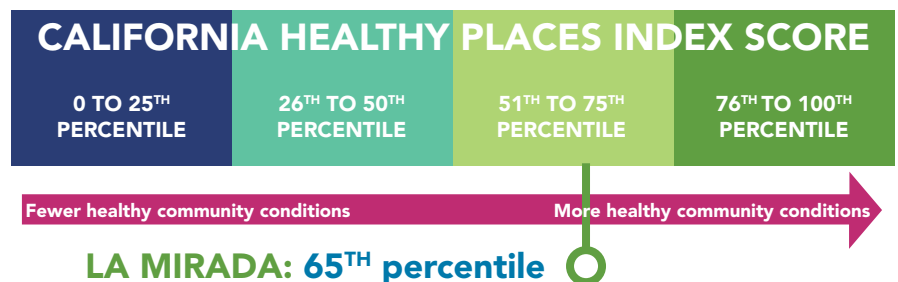 CALIFORNIA HEALTHY PLACES INDEX SCORE
0 TO 25TH
PERCENTILE
26TH TO 50TH
PERCENTILE
51TH TO 75TH
PERCENTILE
76TH TO 100TH
PERCENTILE
Fewer healthy community conditions
More healthy community conditions
LA MIRADA: 65TH percentile